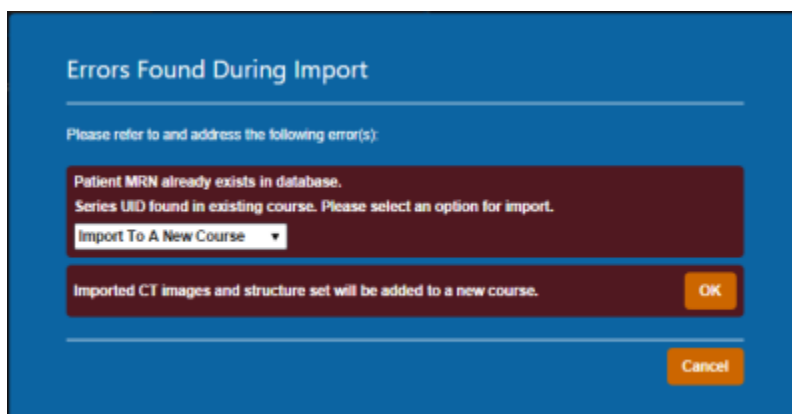 Errors Found During Import
Please refer to and address the following error(s):
Patient MRN already exists in database.
Series UID found in existing course. Please select an option for import.
Import To A New Course
Imported CT images and structure set will be added to a new course.
OK
Cancel